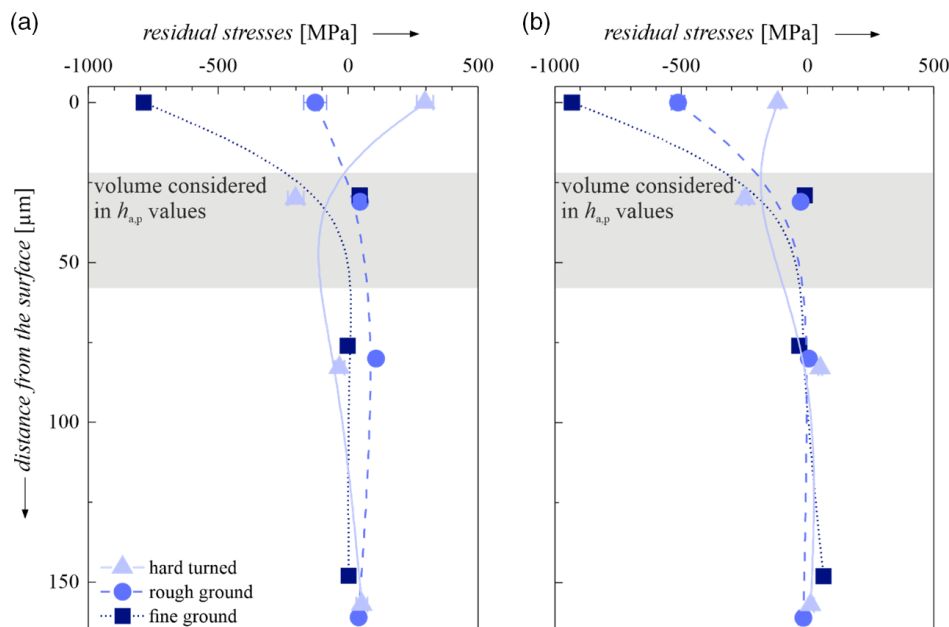 (a)
residual stresses [MPa]
-1000 -500 0 500
0
50
100
150
distance from the surface [µm]
volume considered
in ha,p values
hard turned
rough ground
fine ground
(b)
residual stresses [MPa]
-1000 -500 0 500
volume considered
in ha,p values